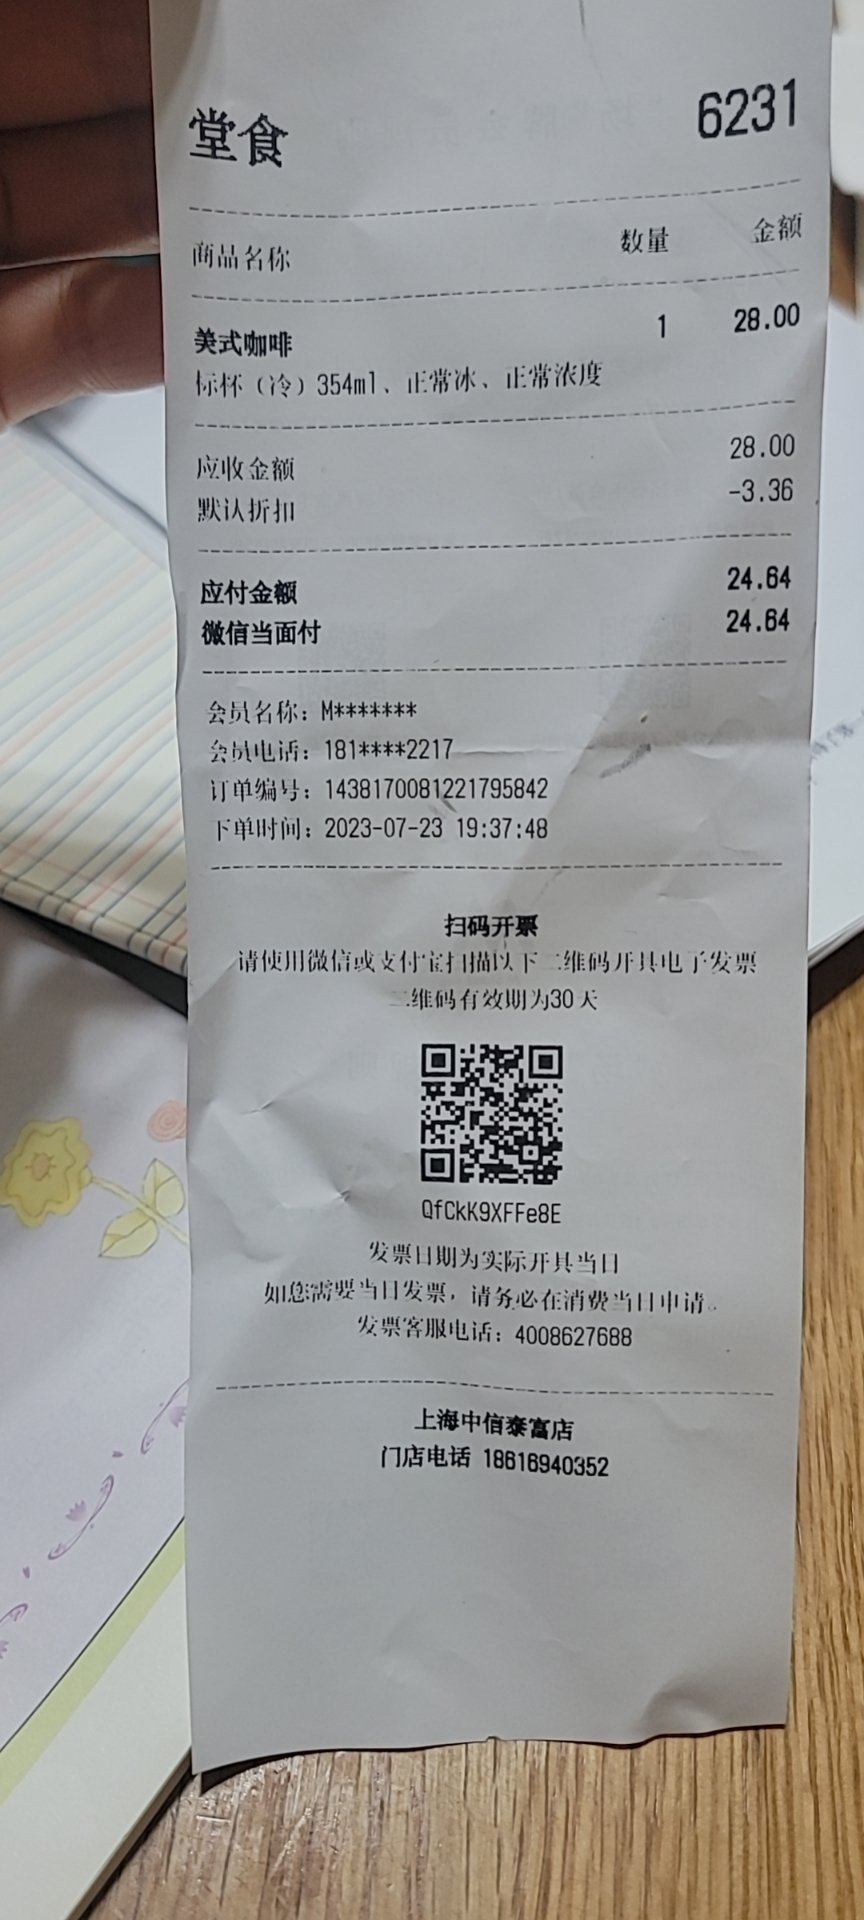 堂食 6231
商品名称 数量 金额
美式咖啡 1 28.00
标杯（冷）354ml、正常冰、正常浓度
应收金额 28.00
默认折扣 -3.36
应付金额 24.64
微信当面付 24.64
会员名称：M*******
会员电话：181****2217
订单编号：1438170081221795842
下单时间：2023-07-23 19:37:48
扫码开票
请使用微信或支付宝扫描以下二维码开具电子发票
二维码有效期为30天
QfCkK9XFFe8E
发票日期为实际开具当日
如您需要当日发票，请务必在消费当日申请。
发票客服电话：4008627688
上海中信泰富店
门店电话 18616940352